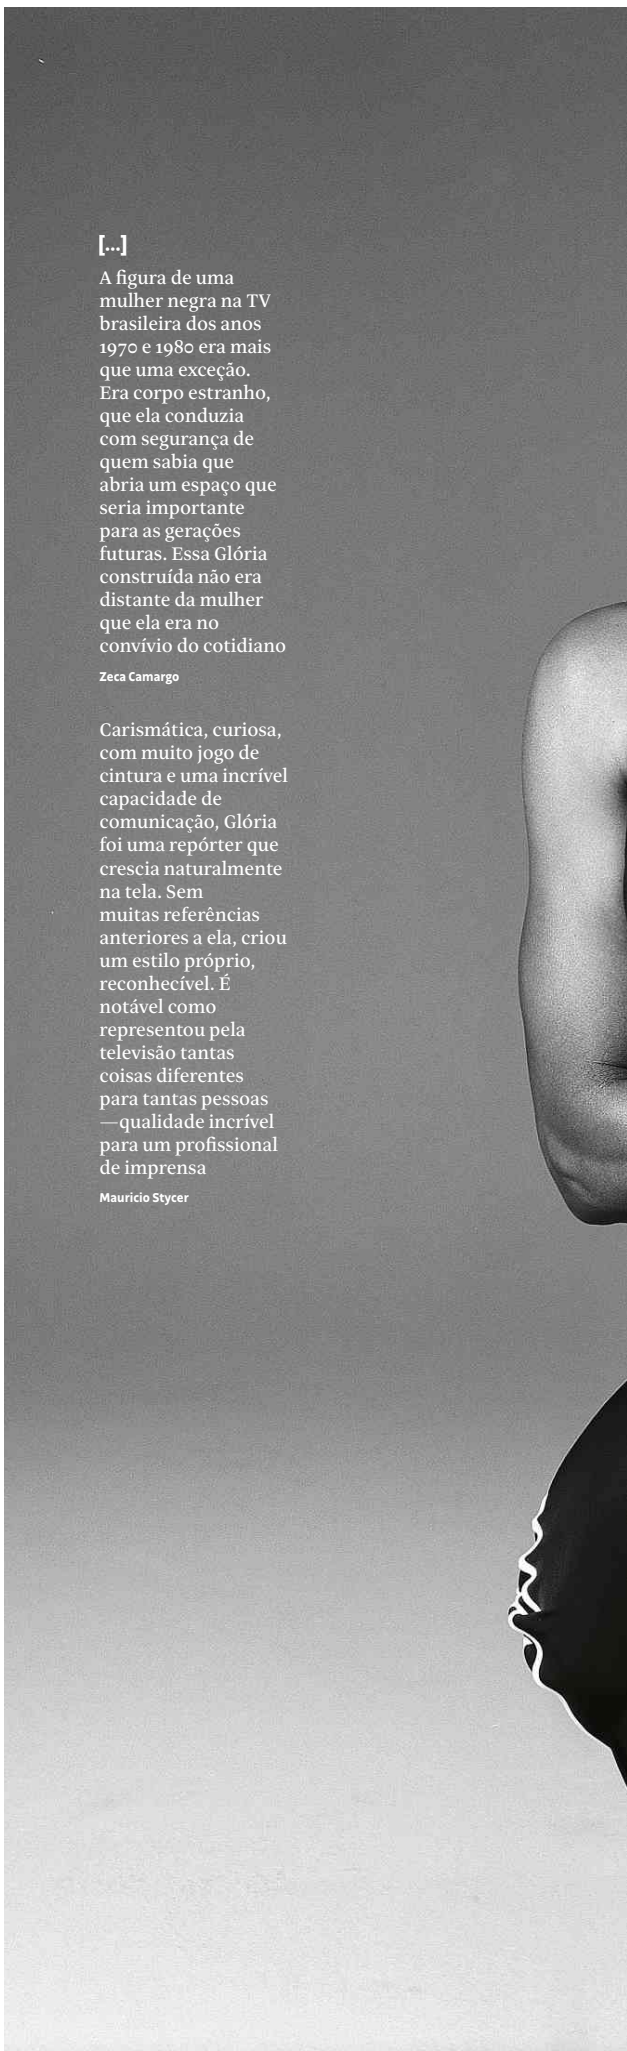 [...]
A figura de uma
mulher negra na TV
brasileira dos anos
1970 e 1980 era mais
que uma exceção.
Era corpo estranho,
que ela conduzia
com segurança de
quem sabia que
abria um espaço que
seria importante
para as gerações
futuras. Essa Glória
construída não era
distante da mulher
que ela era no
convívio do cotidiano
Zeca Camargo
Carismática, curiosa,
com muito jogo de
cintura e uma incrível
capacidade de
comunicação, Glória
foi uma repórter que
crescia naturalmente
na tela. Sem
muitas referências
anteriores a ela, criou
um estilo próprio,
reconhecível. É
notável como
representou pela
televisão tantas
coisas diferentes
para tantas pessoas
—qualidade incrível
para um profissional
de imprensa
Mauricio Stycer